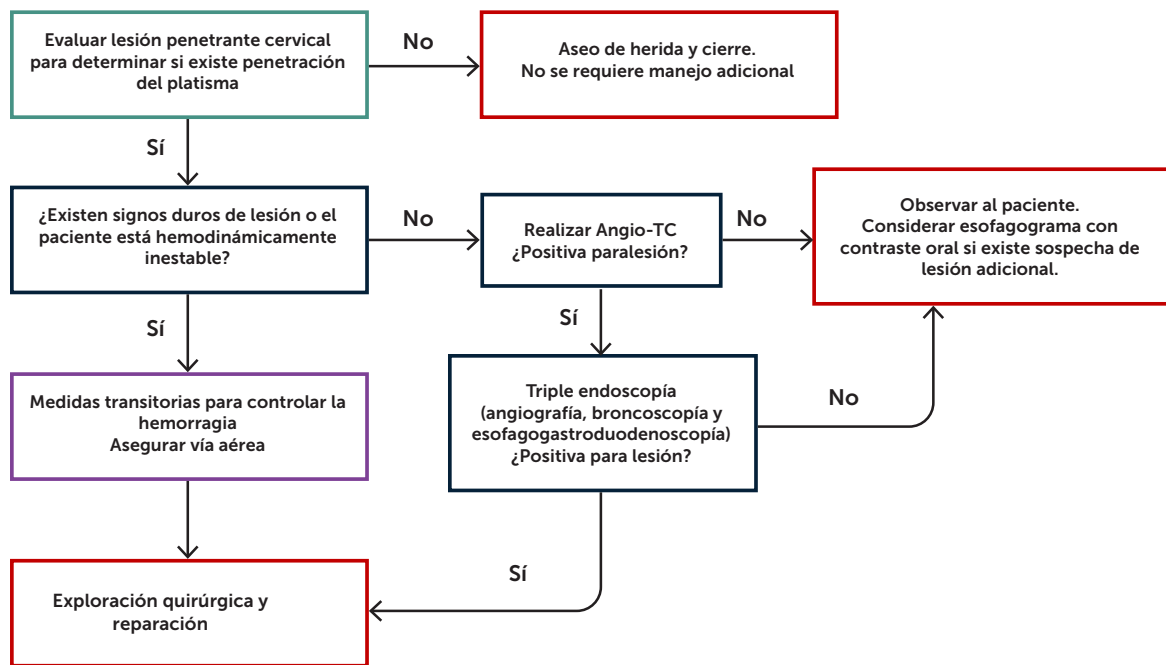 Evaluar lesión penetrante cervical
para determinar si existe penetración
del platisma
No
Aseo de herida y cierre.
No se requiere manejo adicional
Sí
¿Existen signos duros de lesión o el
paciente está hemodinámicamente
inestable?
No
Realizar Angio-TC
¿Positiva paralesión?
No
Observar al paciente.
Considerar esofagograma con
contraste oral si existe sospecha de
lesión adicional.
Sí
Sí
Medidas transitorias para controlar la
hemorragia
Asegurar vía aérea
Triple endoscopía
(angiografía, broncoscopía y
esofagogastroduodenoscopía)
¿Positiva para lesión?
No
Sí
Exploración quirúrgica y
reparación